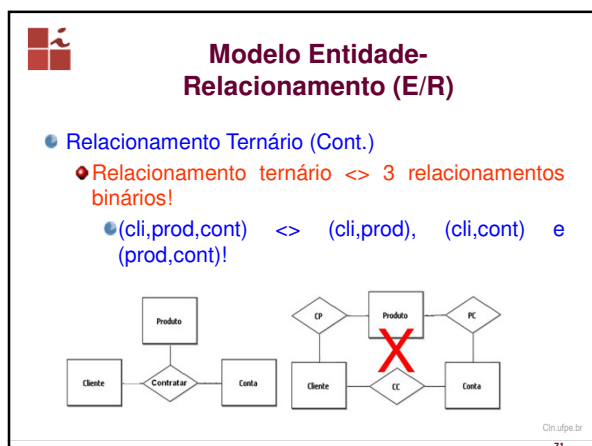 Modelo Entidade-
Relacionamento (E/R)
Relacionamento Ternário (Cont.)
Relacionamento ternário <> 3 relacionamentos
binários!
(cli,prod,cont) <> (cli,prod), (cli,cont) e
(prod,cont)!
Produto
Cliente
Contratar
Conta
CP
Produto
PC
X
Cliente
CC
Conta
CIn.ufpe.br
71